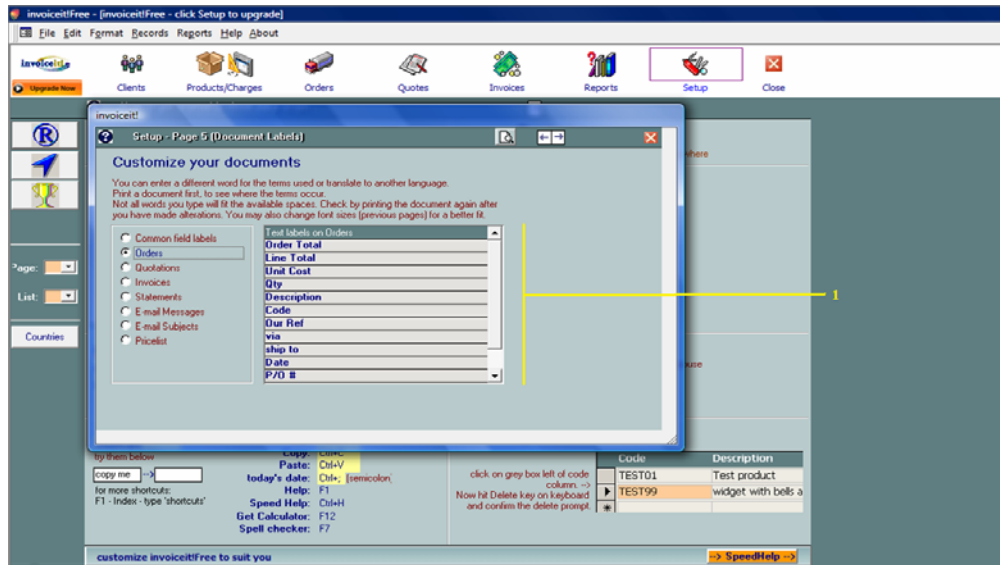 invoiceit!Free - [invoiceit!Free - click Setup to upgrade]
File Edit Format Records Reports Help About
invoiceit!
Upgrade Now
Clients Products/Charges Orders Quotes Invoices Reports Setup Close
invoiceit!
Setup - Page 5 (Document Labels)
Customize your documents
You can enter a different word for the terms used or translate to another language.
Print a document first, to see where the terms occur.
Not all words you type will fit the available spaces. Check by printing the document again after
you have made alterations. You may also change font sizes (previous pages) for a better fit.
Common field labels
Orders
Quotations
Invoices
Statements
E-mail Messages
E-mail Subjects
Pricelist
Text labels on Orders
Order Total
Line Total
Unit Cost
Qty
Description
Code
Our Ref
via
ship to
Date
P/O #
1
R
Page:
List:
Countries
where
try them below
copy me -->
for more shortcuts:
F1 - Index - type 'shortcuts'
Copy: Ctrl+C
Paste: Ctrl+V
today's date: Ctrl+; (semicolon)
Help: F1
Speed Help: Ctrl+H
Get Calculator: F12
Spell checker: F7
click on grey box left of code
column. -->
Now hit Delete key on keyboard
and confirm the delete prompt.
Code Description
TEST01 Test product
TEST99 widget with bells a
customize invoiceit!Free to suit you
--> SpeedHelp -->